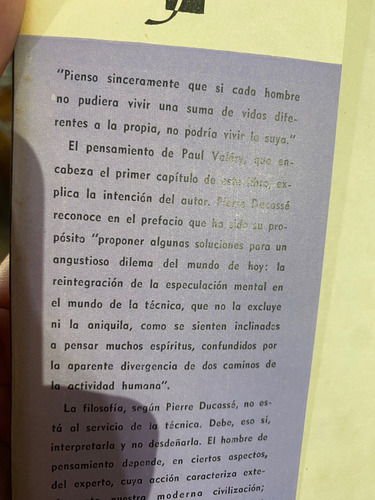 "Pienso sinceramente que si cada hombre
no pudiera vivir una suma de vidas dife-
rentes a la propia, no podría vivir la suya."
El pensamiento de Paul Valéry, que en-
cabeza el primer capítulo de este libro, ex-
plica la intención del autor. Pierre Ducassé
reconoce en el prefacio que ha sido su pro-
pósito "proponer algunas soluciones para un
angustioso dilema del mundo de hoy: la
reintegración de la especulación mental en
el mundo de la técnica, que no la excluye
ni la aniquila, como se sienten inclinados
a pensar muchos espíritus, confundidos por
la aparente divergencia de dos caminos de
la actividad humana".
La filosofía, según Pierre Ducassé, no es-
tá al servicio de la técnica. Debe, eso sí,
interpretarla y no desdeñarla. El hombre de
pensamiento depende, en ciertos aspectos,
del experto, cuya acción caracteriza exte-
nuestra moderna civilización;